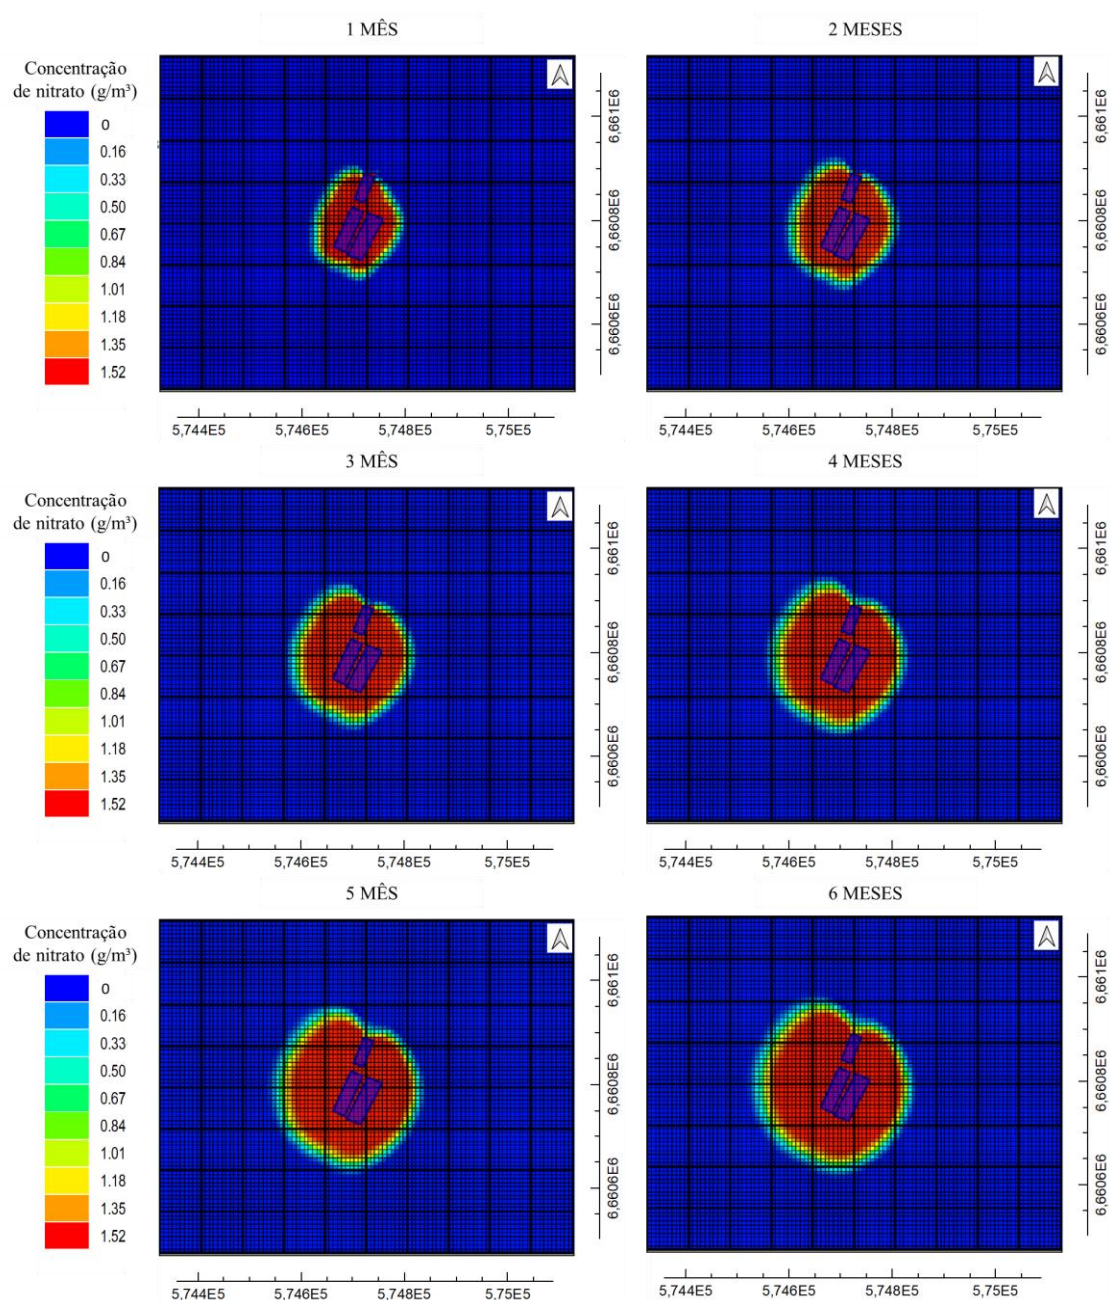 1 MÊS
2 MESES
Concentração
de nitrato (g/m³)
0
0.16
0.33
0.50
0.67
0.84
1.01
1.18
1.35
1.52
6,661E6
6,6608E6
6,6606E6
6,661E6
6,6608E6
6,6606E6
5,744E5 5,746E5 5,748E5 5,75E5
5,744E5 5,746E5 5,748E5 5,75E5
3 MÊS
4 MESES
Concentração
de nitrato (g/m³)
0
0.16
0.33
0.50
0.67
0.84
1.01
1.18
1.35
1.52
6,661E6
6,6608E6
6,6606E6
6,661E6
6,6608E6
6,6606E6
5,744E5 5,746E5 5,748E5 5,75E5
5,744E5 5,746E5 5,748E5 5,75E5
5 MÊS
6 MESES
Concentração
de nitrato (g/m³)
0
0.16
0.33
0.50
0.67
0.84
1.01
1.18
1.35
1.52
6,661E6
6,6608E6
6,6606E6
6,661E6
6,6608E6
6,6606E6
5,744E5 5,746E5 5,748E5 5,75E5
5,744E5 5,746E5 5,748E5 5,75E5